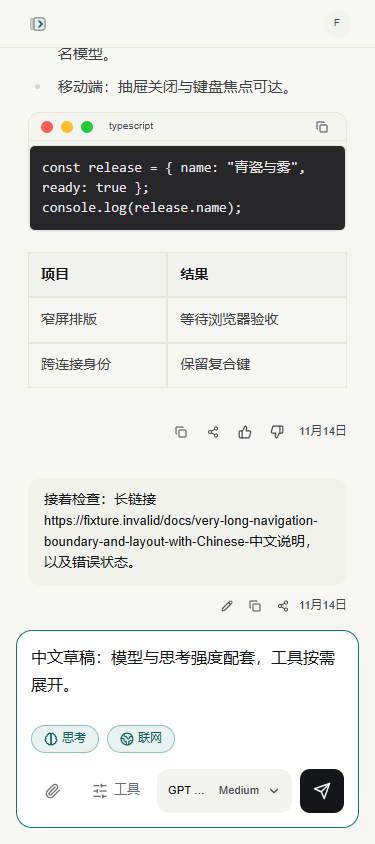 F
名模型。
移动端：抽屉关闭与键盘焦点可达。
typescript
const release = { name: "青瓷与雾",
ready: true };
console.log(release.name);
项目 结果
窄屏排版 等待浏览器验收
跨连接身份 保留复合键
11月14日
接着检查：长链接
https://fixture.invalid/docs/very-long-navigation-
boundary-and-layout-with-Chinese-中文说明，
以及错误状态。
11月14日
中文草稿：模型与思考强度配套，工具按需
展开。
思考 联网
工具 GPT ... Medium